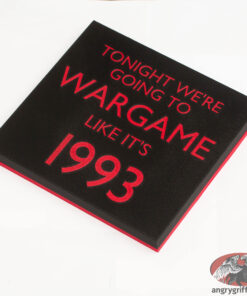 TONIGHT WE'RE
GOING TO
WARGAME
LIKE IT'S
1993
angrygriff